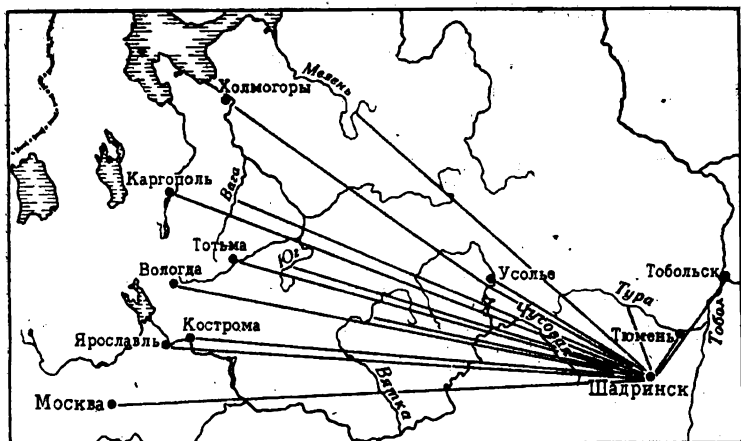 Мезень
Холмогоры
Каргополь
Вага
Тотьма
Юг
Вологда
Усолье
Тобольск
Тура
Тобол
Чусовая
Кострома
Ярославль
Тюмень
Вятка
Шадринск
Москва